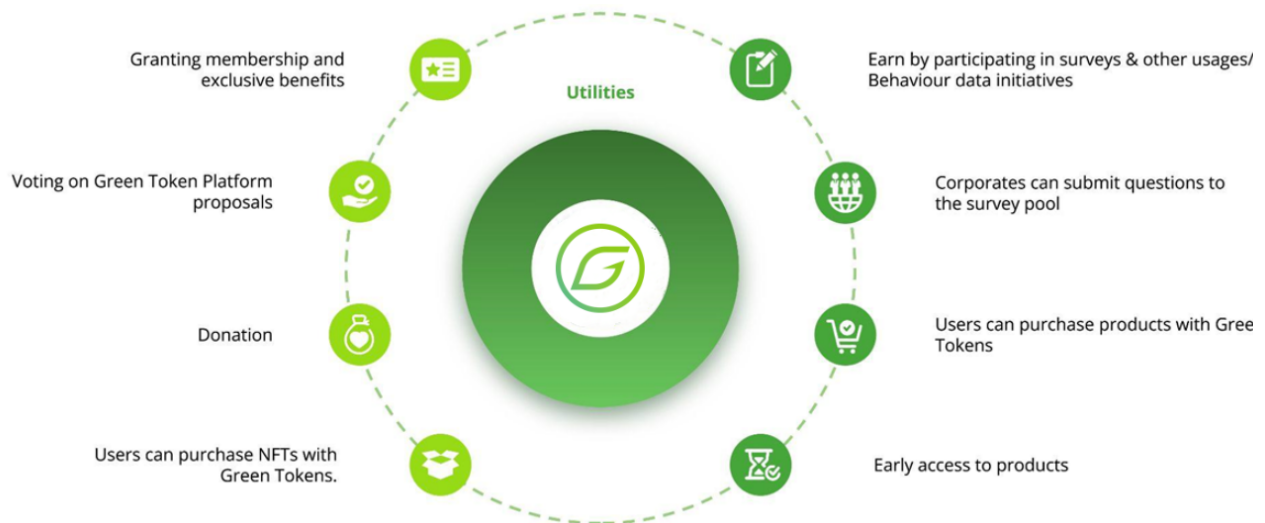 Utilities
Granting membership and
exclusive benefits
Voting on Green Token Platform
proposals
Donation
Users can purchase NFTs with
Green Tokens.
Earn by participating in surveys & other usages/
Behaviour data initiatives
Corporates can submit questions to
the survey pool
Users can purchase products with Gree
Tokens
Early access to products